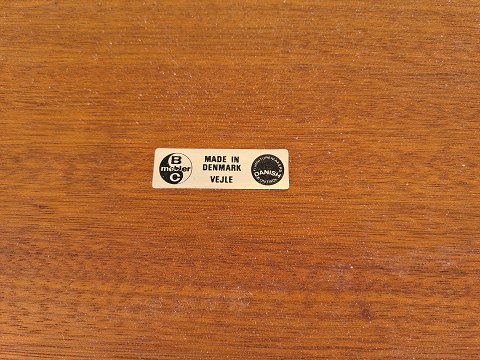 B
møbler
C
MADE IN
DENMARK
VEJLE
DANISH